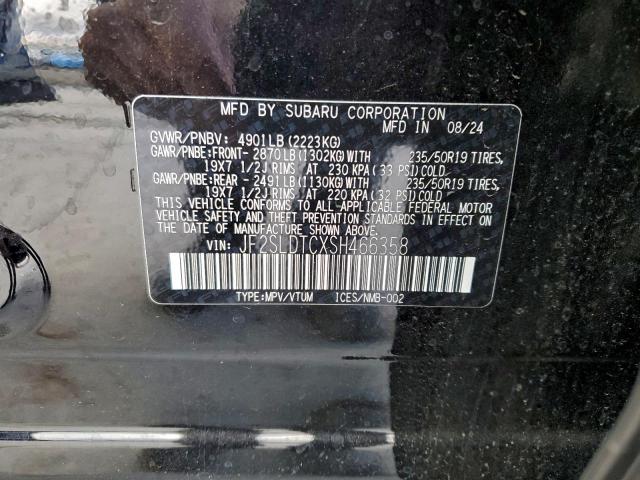 MFD BY SUBARU CORPORATION
MFD IN 08/24
GVWR/PNBV: 4901LB (2223KG)
GAWR/PNBE:FRONT- 2870LB(1302KG)WITH 235/50R19 TIRES,
19X7 1/2J RIMS AT 230 KPA (33 PSI)COLD
GAWR/PNBE:REAR - 2491LB(1130KG)WITH 235/50R19 TIRES,
19X7 1/2J RIMS AT 220 KPA (32 PSI)COLD
THIS VEHICLE CONFORMS TO ALL APPLICABLE FEDERAL MOTOR
VEHICLE SAFETY AND THEFT PREVENTION STANDARDS IN EFFECT ON
THE DATE OF MANUFACTURE SHOWN ABOVE.
VIN: JF2SLDTCXSH466358
TYPE:MPV/VTUM ICES/NMB-002